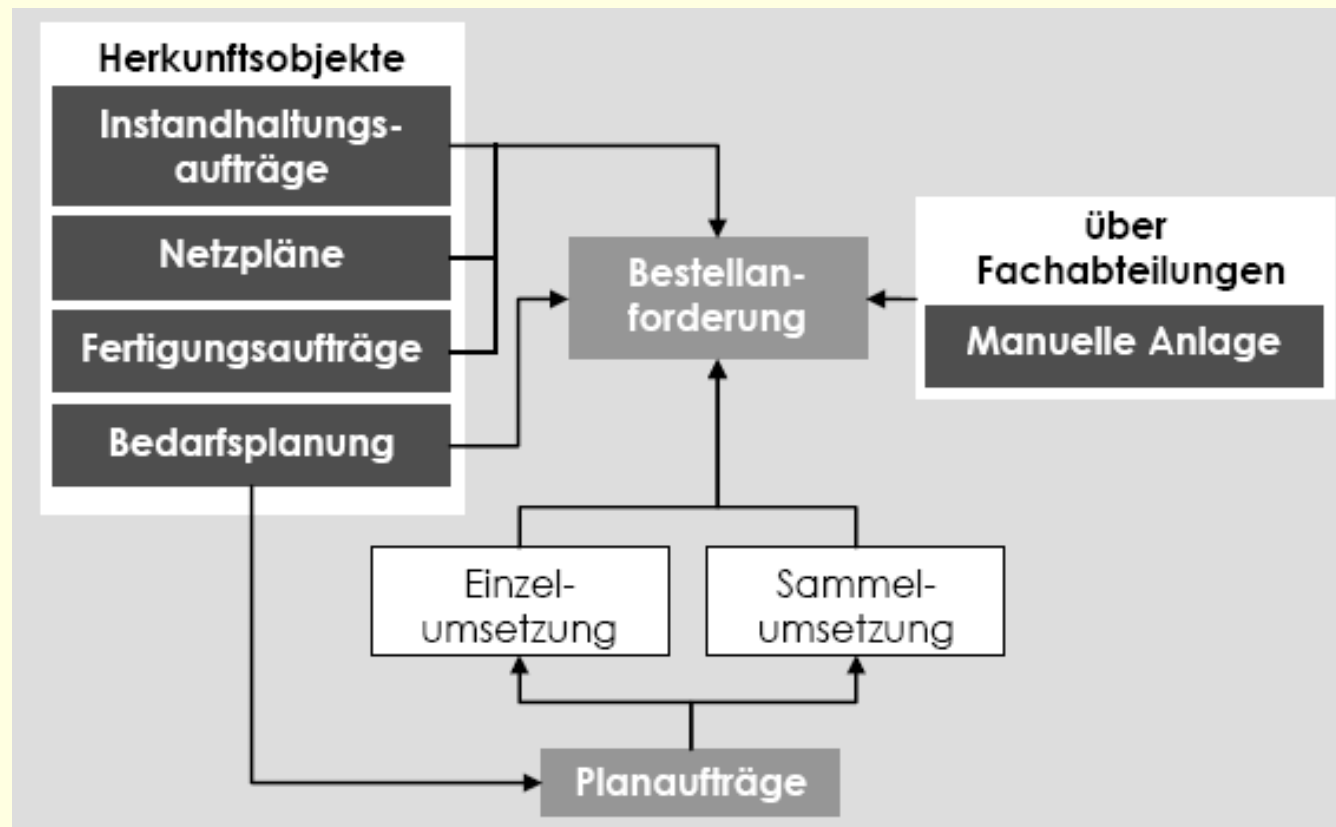 Herkunftsobjekte
Instandhaltungs-
aufträge
Netzpläne
Fertigungsaufträge
Bedarfsplanung
Bestellan-
forderung
über
Fachabteilungen
Manuelle Anlage
Einzel-
umsetzung
Sammel-
umsetzung
Planaufträge